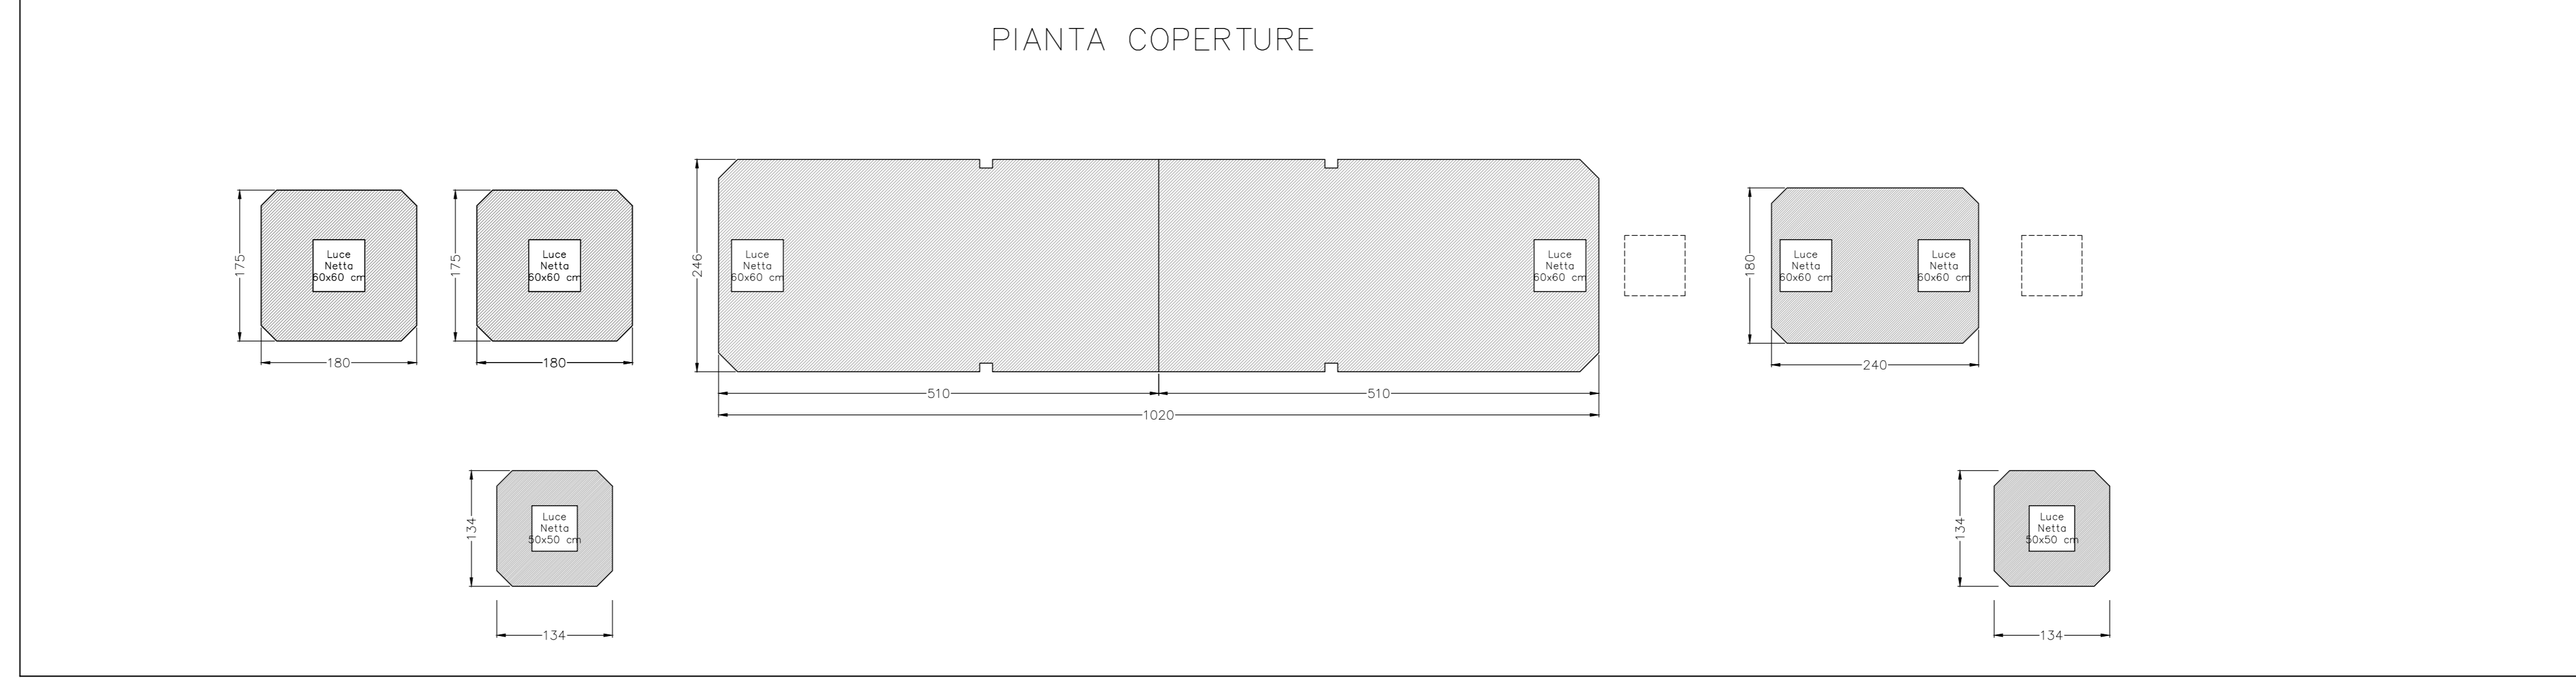 PIANTA COPERTURE
175
Luce
Netta
60x60 cm
180
175
Luce
Netta
60x60 cm
180
246
Luce
Netta
60x60 cm
Luce
Netta
60x60 cm
510
510
1020
180
Luce
Netta
60x60 cm
Luce
Netta
60x60 cm
240
134
Luce
Netta
50x50 cm
134
134
Luce
Netta
50x50 cm
134